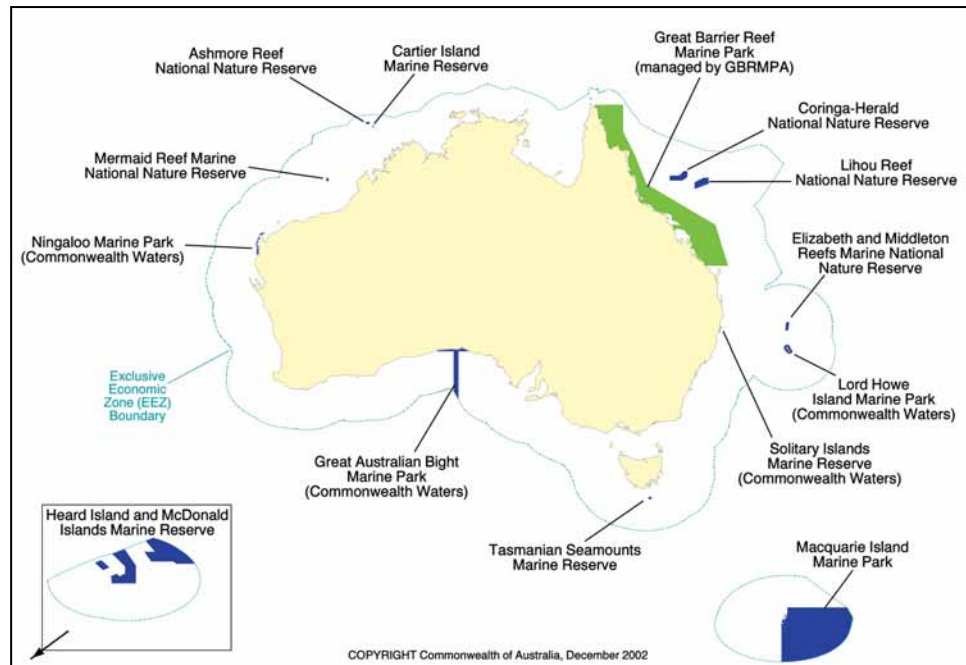 Ashmore Reef
National Nature Reserve
Cartier Island
Marine Reserve
Great Barrier Reef
Marine Park
(managed by GBRMPA)
Coringa-Herald
National Nature Reserve
Mermaid Reef Marine
National Nature Reserve
Lihou Reef
National Nature Reserve
Ningaloo Marine Park
(Commonwealth Waters)
Elizabeth and Middleton
Reefs Marine National
Nature Reserve
Exclusive
Economic
Zone (EEZ)
Boundary
Lord Howe
Island Marine Park
(Commonwealth Waters)
Great Australian Bight
Marine Park
(Commonwealth Waters)
Solitary Islands
Marine Reserve
(Commonwealth Waters)
Heard Island and McDonald
Islands Marine Reserve
Tasmanian Seamounts
Marine Reserve
Macquarie Island
Marine Park
COPYRIGHT Commonwealth of Australia, December 2002